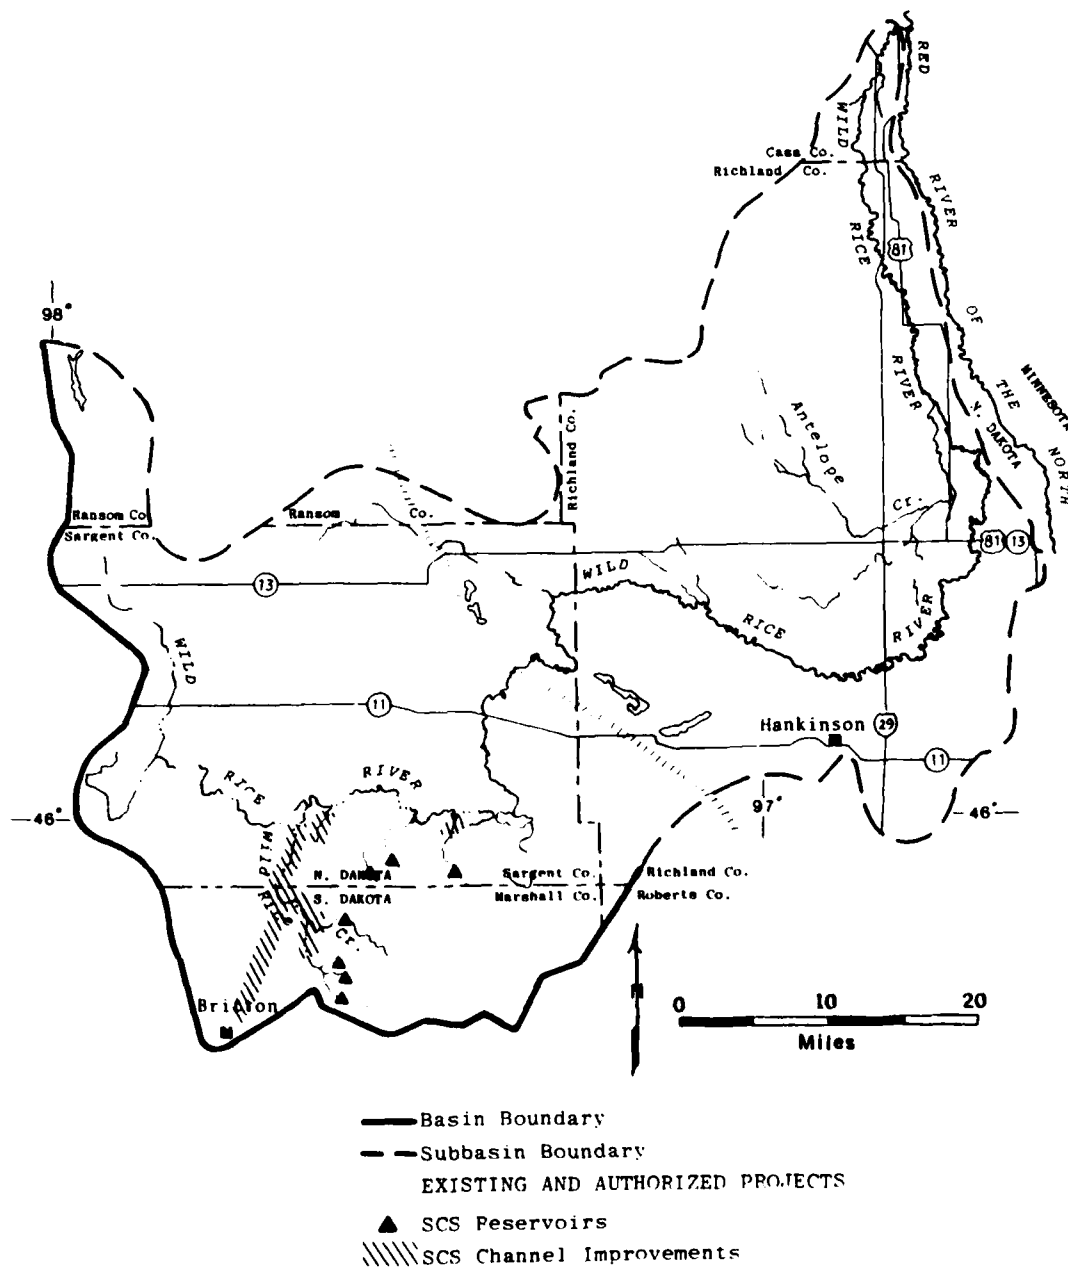 RED
WILD
Cass Co.
Richland Co.
RIVER
RICE
81
OF
98°
THE
MINNESOTA
N. DAKOTA
NORTH
RIVER
Antelope
Cr.
Richland Co.
Ransom Co.
Sargent Co.
Ransom Co.
81 13
13
WILD
RICE
RIVER
WILD
11
Hankinson
29
11
RICE
RIVER
46°
97°
46°
WILD
RICE
N. DAKOTA
S. DAKOTA
Sargent Co.
Marshall Co.
Richland Co.
Roberts Co.
Cr.
Britton
N
0 10 20
Miles
Basin Boundary
Subbasin Boundary
EXISTING AND AUTHORIZED PROJECTS
SCS Peservoirs
SCS Channel Improvements